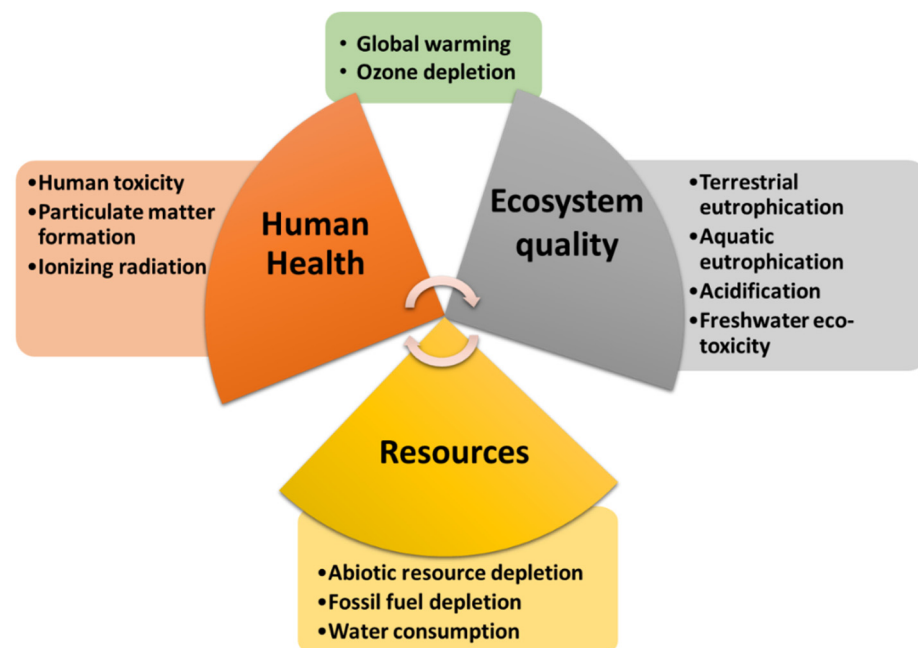 • Global warming
• Ozone depletion
•Human toxicity
•Particulate matter
formation
•Ionizing radiation
Human
Health
Ecosystem
quality
•Terrestrial
eutrophication
•Aquatic
eutrophication
•Acidification
•Freshwater eco-
toxicity
Resources
•Abiotic resource depletion
•Fossil fuel depletion
•Water consumption